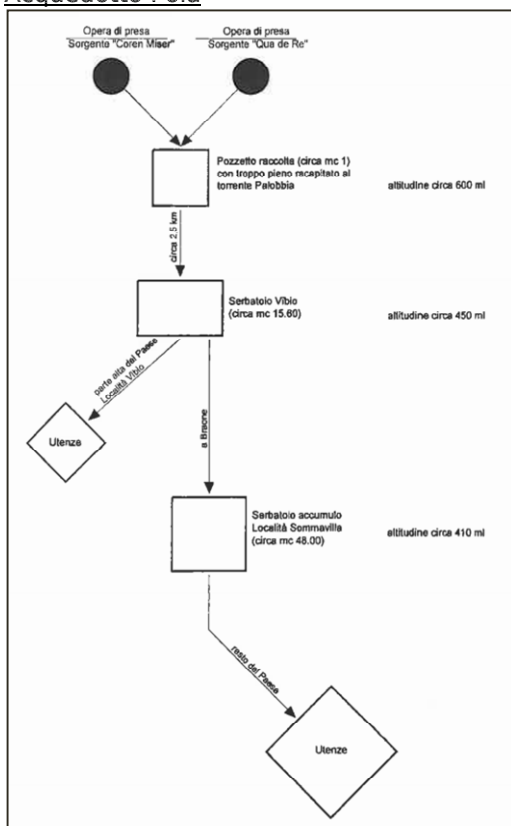 Acquedotto Pola
Opera di presa
Sorgente "Coren Miser"
Opera di presa
Sorgente "Qua de Re"
Pozzetto raccolta (circa mc 1)
con troppo pieno racapitato al
torrente Palobbia
altitudine circa 600 ml
circa 2.5 km
Serbatoio Vibio
(circa mc 15.60)
altitudine circa 450 ml
parte alta del Paese
Località Vibio
Utenze
a Braone
Serbatoio accumulo
Località Sommavilla
(circa mc 48.00)
altitudine circa 410 ml
resto del Paese
Utenze